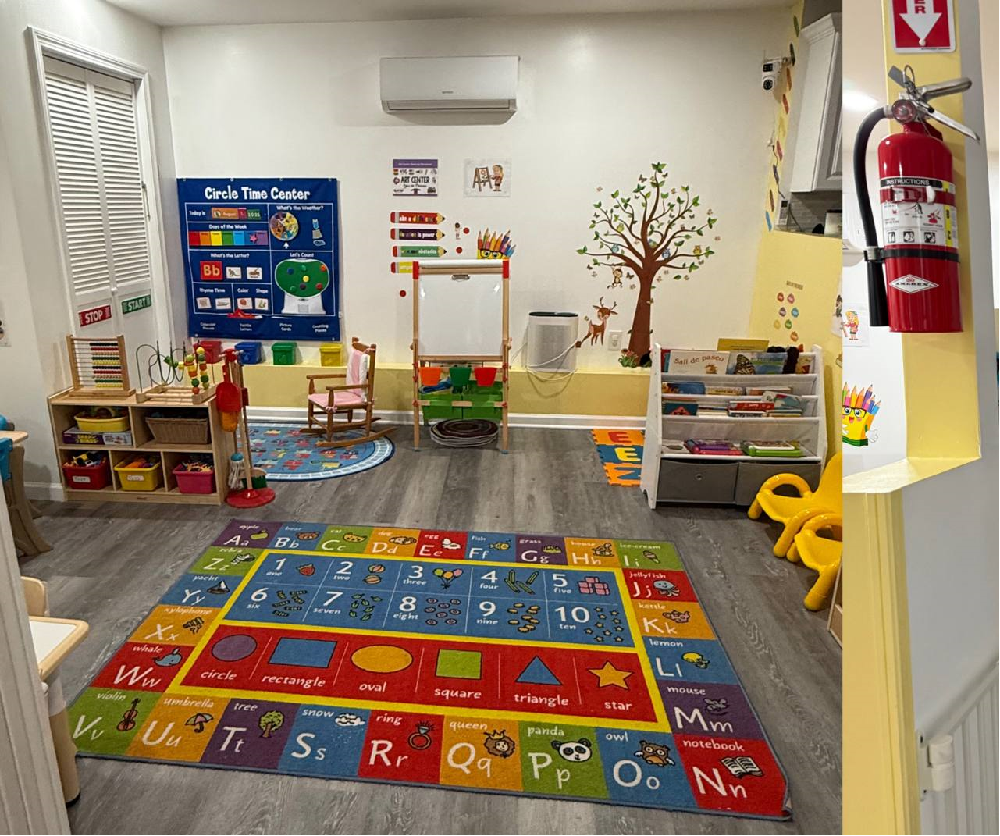 Circle Time Center
Today is
August
What's the Weather?
Days of the Week
What's the Letter?
Let's Count
Bb
Rhyme Time
Color
Shape
Calendar
Pieces
Tactile
Letters
Picture
Cards
Counting
Pieces
STOP
START
ART CENTER
make a difference
is power
Sali de paseo
E
E
Z
apple
Aa
bear
Bb
cat
Cc
dog
Dd
egg
Ee
fish
Ff
grass
Gg
house
Hh
ice-cream
Ii
zebra
Zz
jellyfish
Jj
yacht
Yy
kettle
Kk
xylophone
Xx
lemon
Ll
whale
Ww
mouse
Mm
violin
Vv
umbrella
Uu
tree
Tt
snow
Ss
ring
Rr
queen
Qq
panda
Pp
owl
Oo
notebook
Nn
1
one
2
two
3
three
4
four
5
five
6
six
7
seven
8
eight
9
nine
10
ten
circle
rectangle
oval
square
triangle
star
ER
INSTRUCTIONS
AMEREX